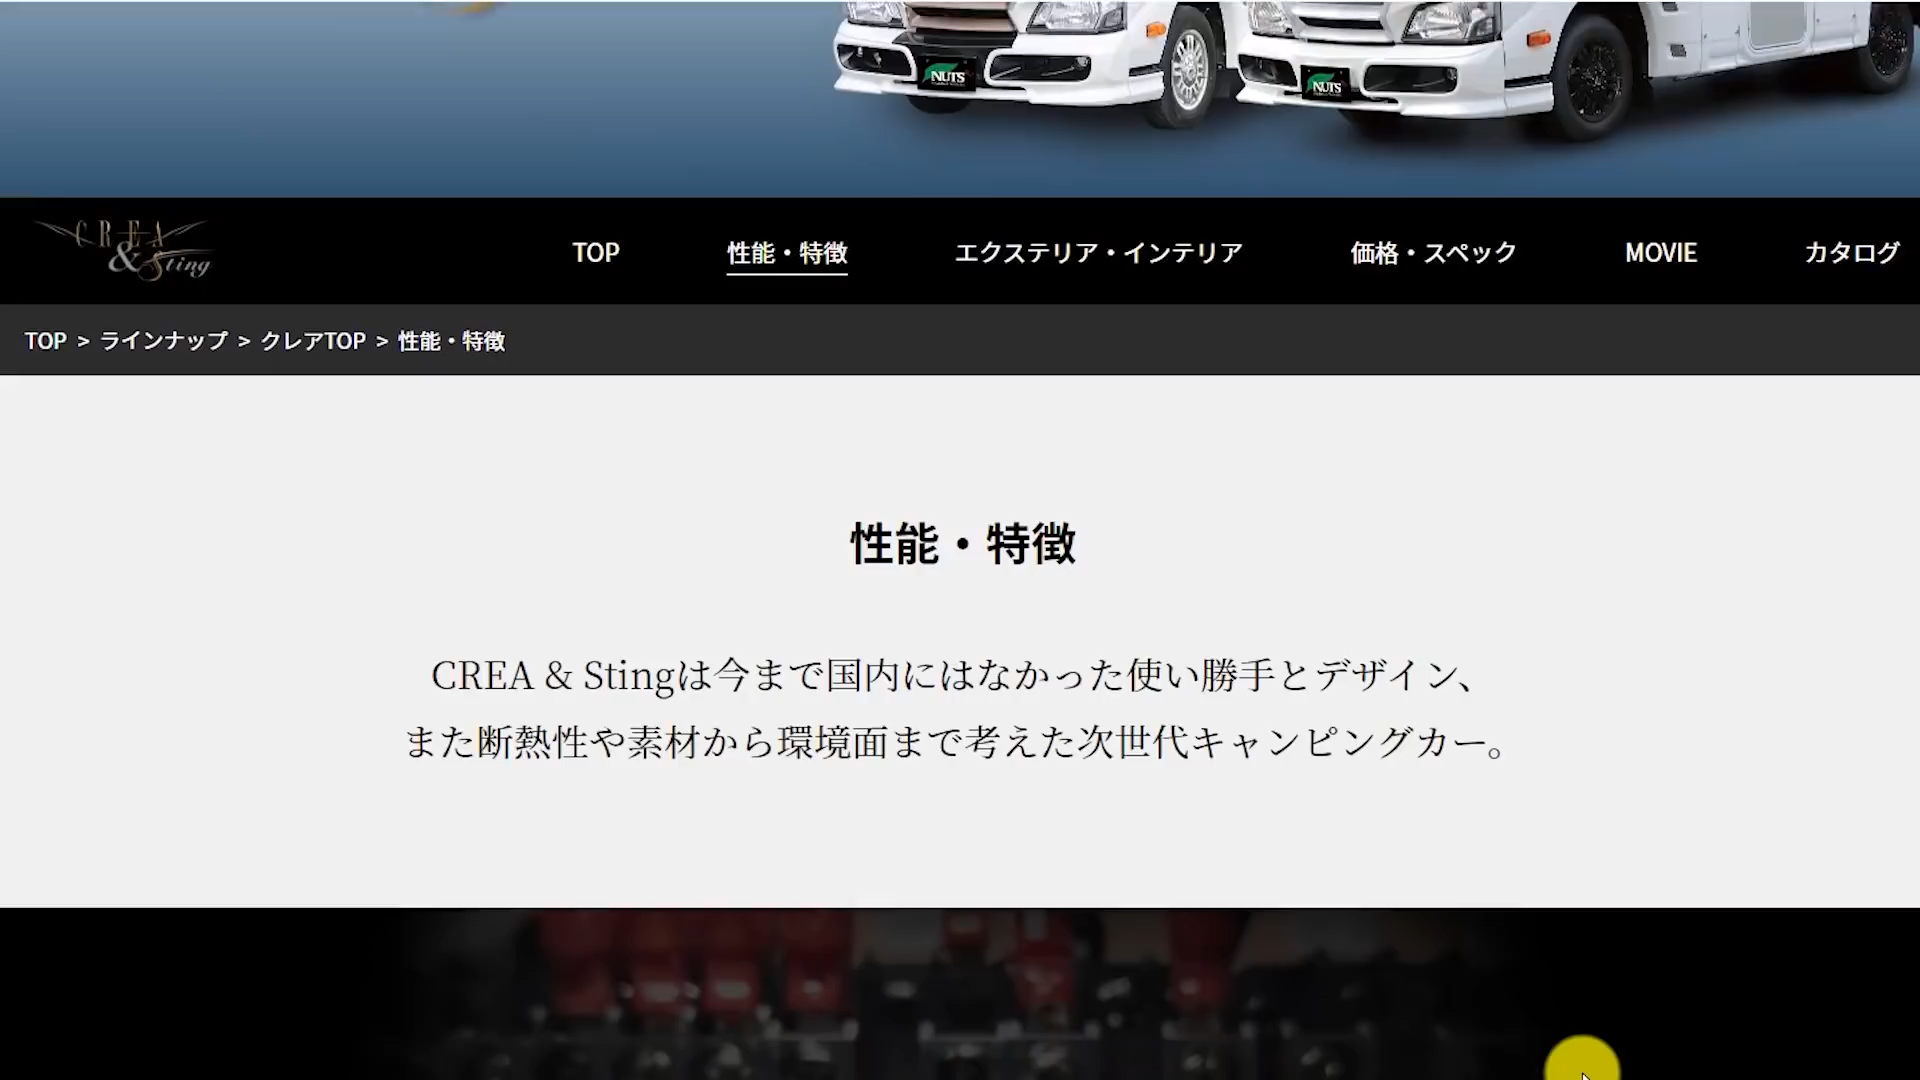 NUTS
NUTS
CREA
& Sting
TOP
性能・特徴
エクステリア・インテリア
価格・スペック
MOVIE
カタログ
TOP > ラインナップ > クレアTOP > 性能・特徴
性能・特徴
CREA & Stingは今まで国内にはなかった使い勝手とデザイン、
また断熱性や素材から環境面まで考えた次世代キャンピングカー。